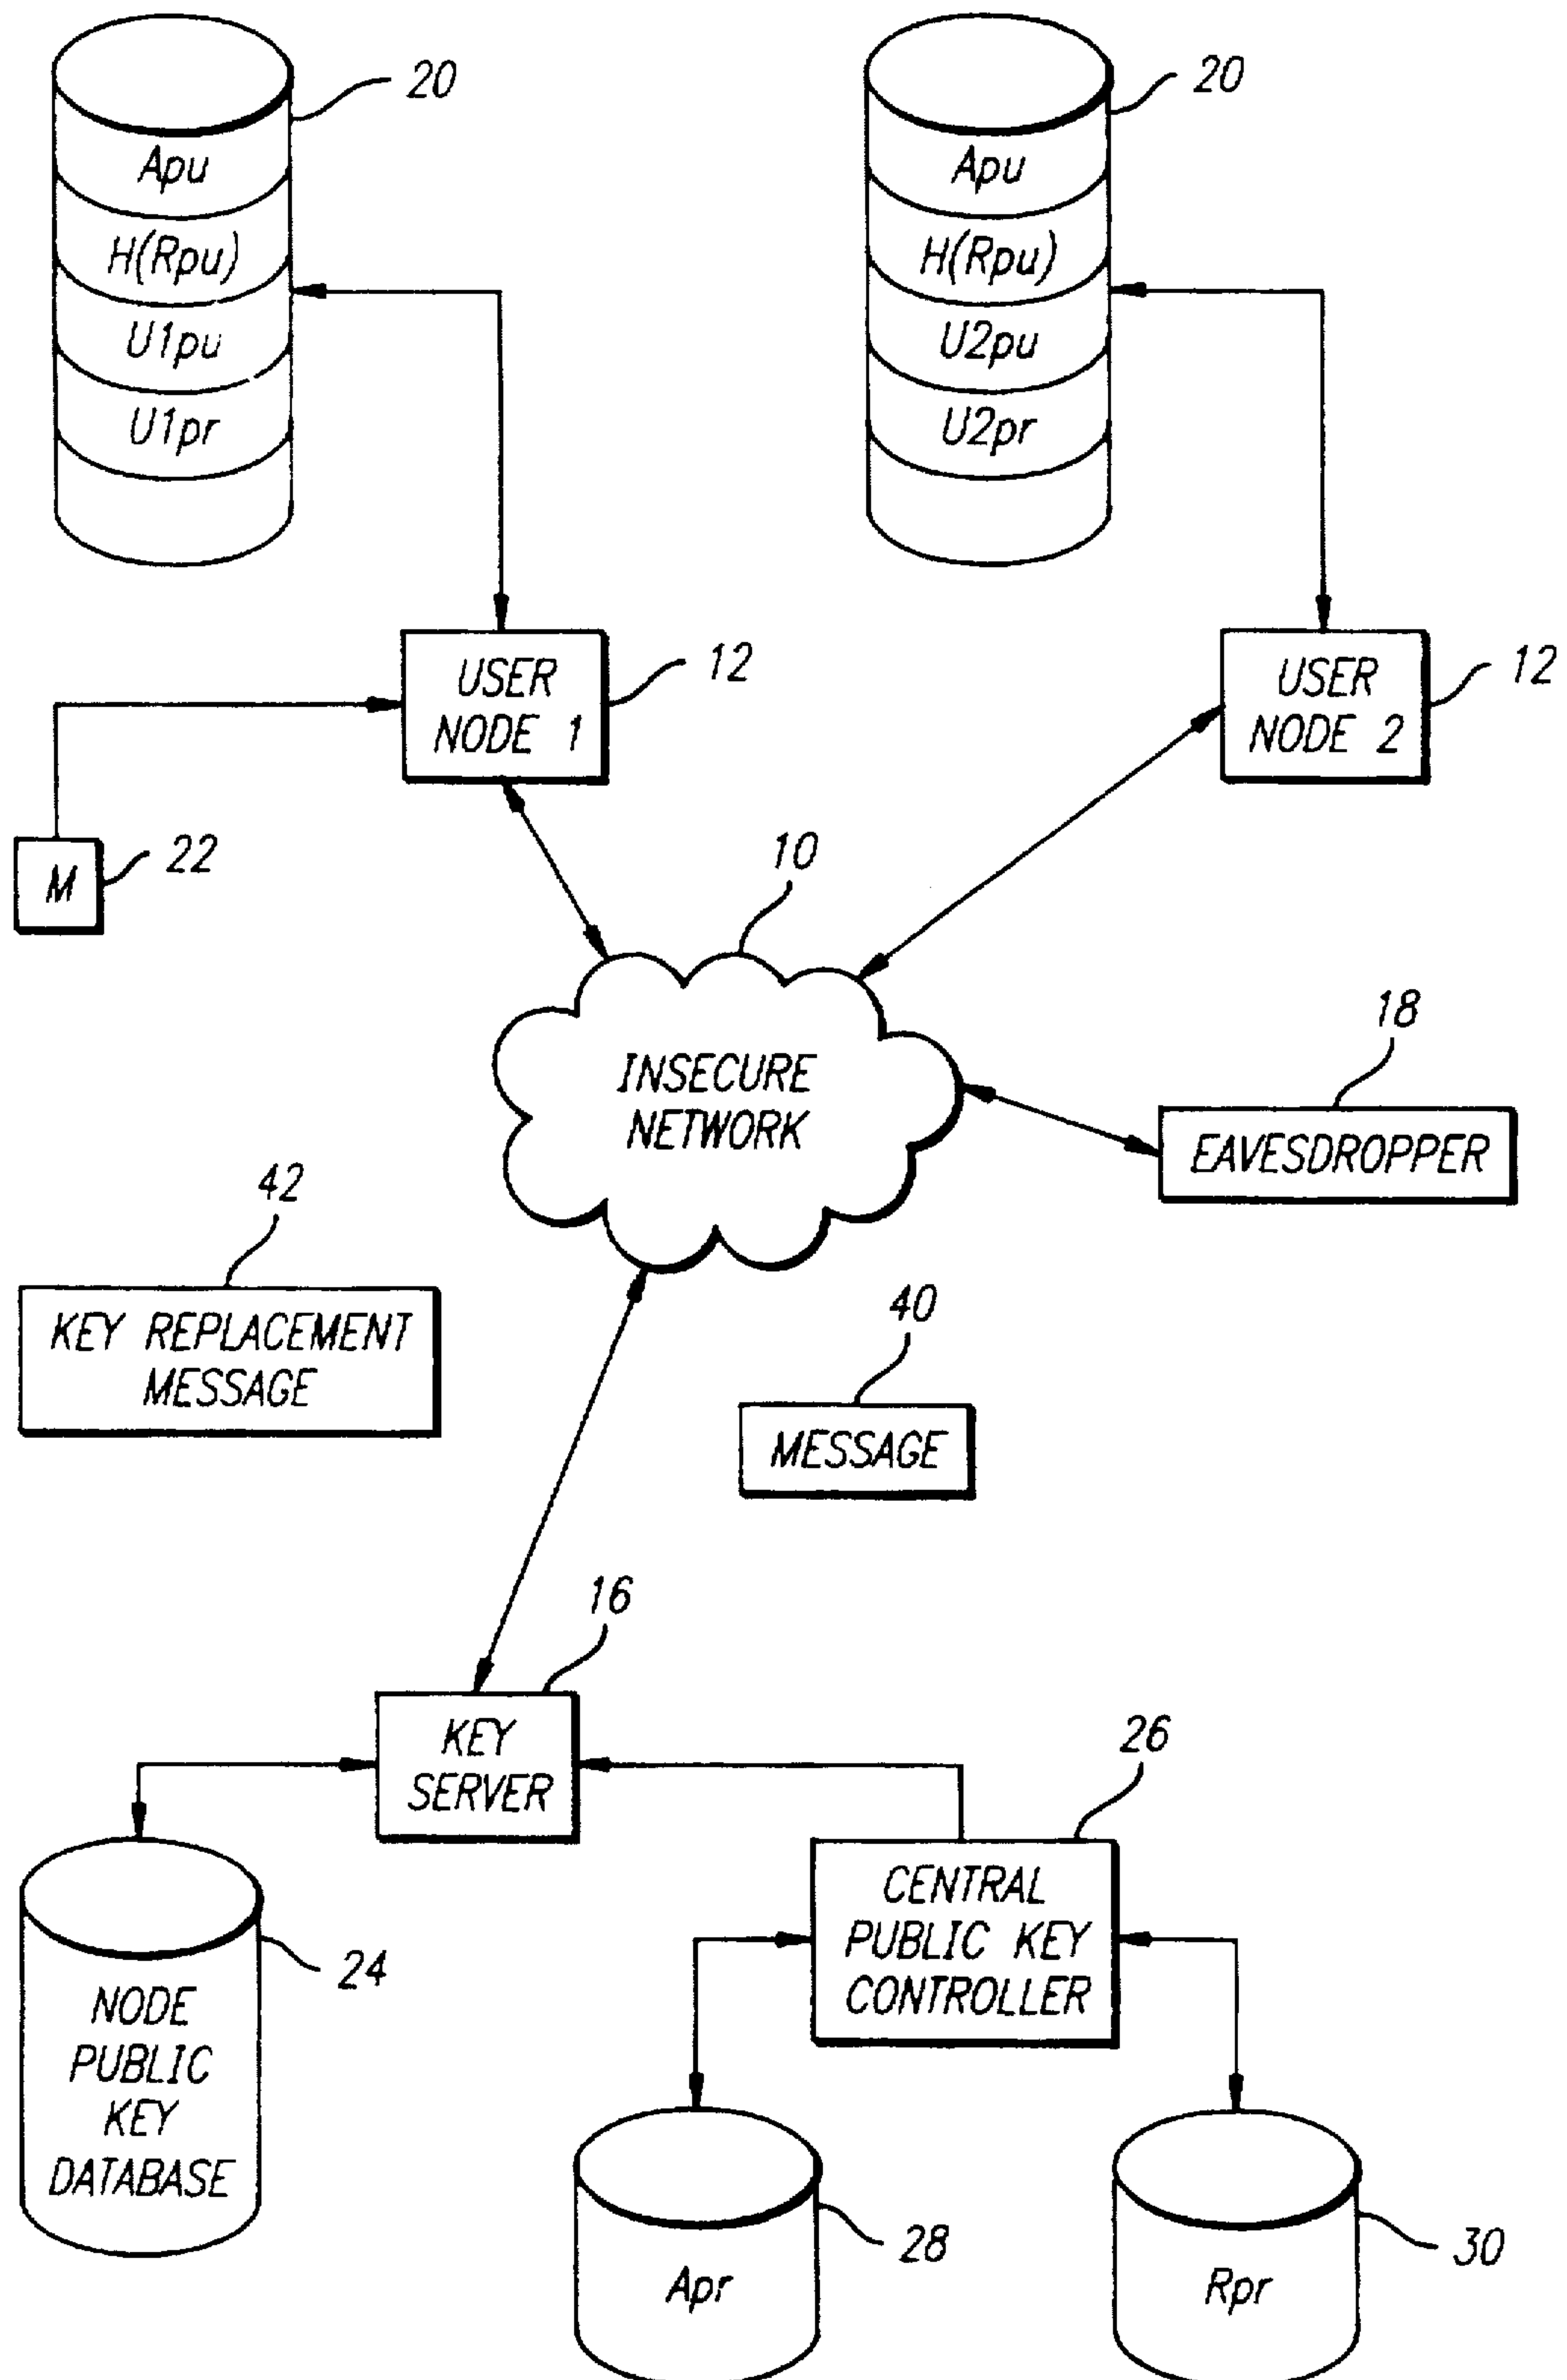 20
20
Apu
H(Rpu)
U1pu
U1pr
Apu
H(Rpu)
U2pu
U2pr
USER
NODE 1
12
USER
NODE 2
12
M
22
10
INSECURE
NETWORK
18
EAVESDROPPER
42
KEY REPLACEMENT
MESSAGE
40
MESSAGE
16
KEY
SERVER
26
CENTRAL
PUBLIC KEY
CONTROLLER
24
NODE
PUBLIC
KEY
DATABASE
Apr
28
Rpr
30